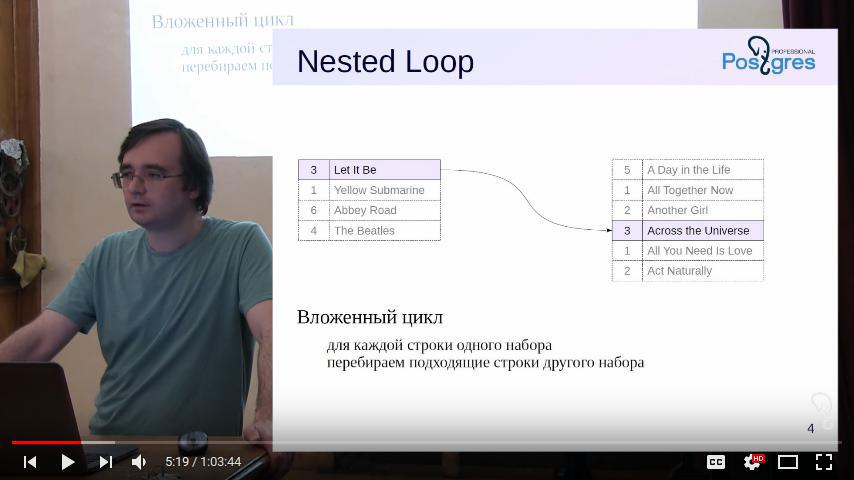 Вложенный цикл
для каждой ст
перебираем по
Nested Loop
PROFESSIONAL
Postgres
3 Let It Be
1 Yellow Submarine
6 Abbey Road
4 The Beatles
5 A Day in the Life
1 All Together Now
2 Another Girl
3 Across the Universe
1 All You Need Is Love
2 Act Naturally
Вложенный цикл
для каждой строки одного набора
перебираем подходящие строки другого набора
4
5:19 / 1:03:44
CC
HD